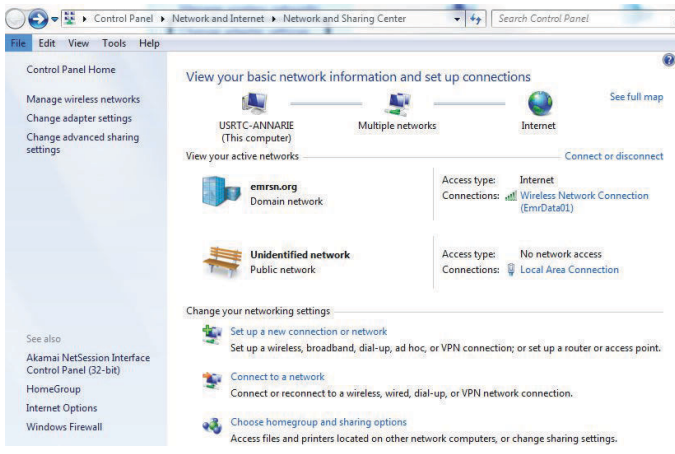 Control Panel ▸ Network and Internet ▸ Network and Sharing Center
Search Control Panel
File Edit View Tools Help
Control Panel Home
Manage wireless networks
Change adapter settings
Change advanced sharing
settings
See also
Akamai NetSession Interface
Control Panel (32-bit)
HomeGroup
Internet Options
Windows Firewall
View your basic network information and set up connections
See full map
USRTC-ANNARIE
(This computer)
Multiple networks
Internet
View your active networks
Connect or disconnect
emrsn.org
Domain network
Access type: Internet
Connections: Wireless Network Connection
(EmrData01)
Unidentified network
Public network
Access type: No network access
Connections: Local Area Connection
Change your networking settings
Set up a new connection or network
Set up a wireless, broadband, dial-up, ad hoc, or VPN connection; or set up a router or access point.
Connect to a network
Connect or reconnect to a wireless, wired, dial-up, or VPN network connection.
Choose homegroup and sharing options
Access files and printers located on other network computers, or change sharing settings.